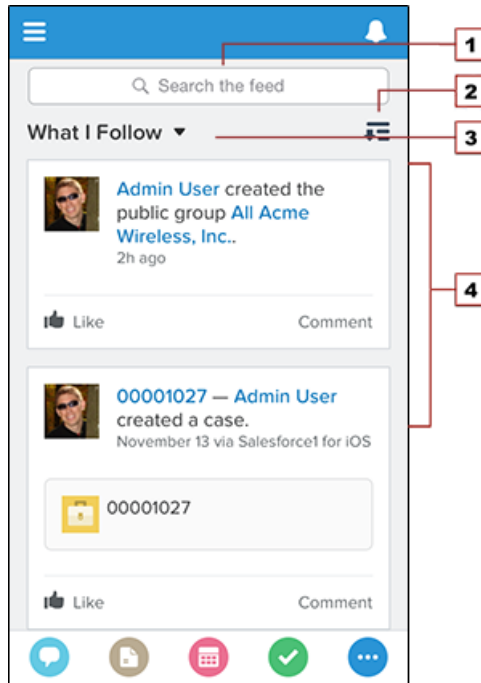 1
Search the feed
2
What I Follow
3
Admin User created the
public group All Acme
Wireless, Inc..
2h ago
4
Like Comment
00001027 — Admin User
created a case.
November 13 via Salesforce1 for iOS
00001027
Like Comment